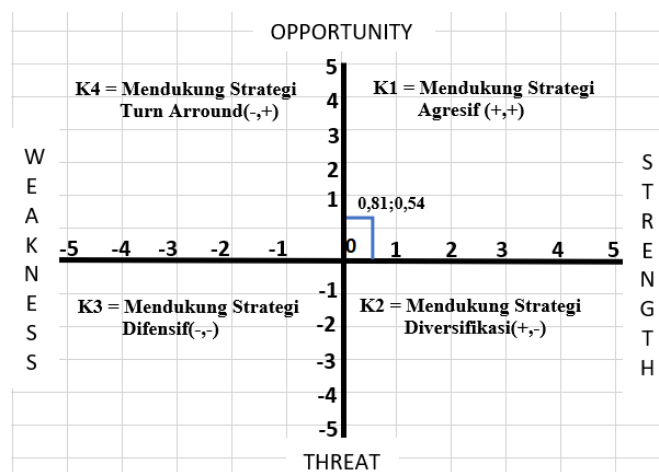 OPPORTUNITY
K4 = Mendukung Strategi
Turn Arround(-,+)
K1 = Mendukung Strategi
Agresif (+,+)
5
4
3
2
1
0,81;0,54
W
E
A
K
N
E
S
S
S
T
R
E
N
G
T
H
-5 -4 -3 -2 -1 0 1 2 3 4 5
K3 = Mendukung Strategi
Difensif(-,-)
K2 = Mendukung Strategi
Diversifikasi(+,-)
-1
-2
-3
-4
-5
THREAT